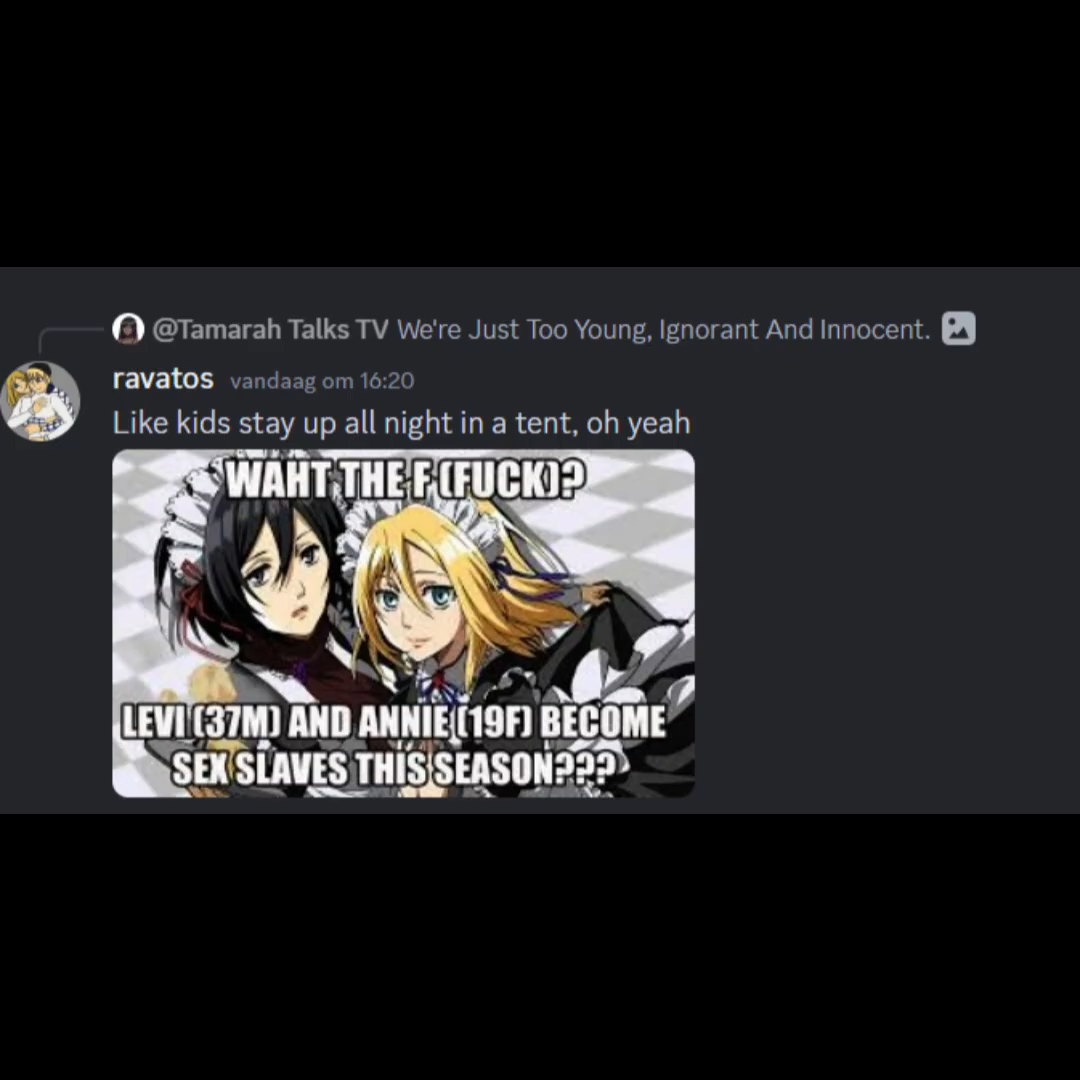 @Tamarah Talks TV We're Just Too Young, Ignorant And Innocent.
ravatos vandaag om 16:20
Like kids stay up all night in a tent, oh yeah
WAHT THE F (FUCK)?
LEVI (37M) AND ANNIE (19F) BECOME
SEX SLAVES THIS SEASON???